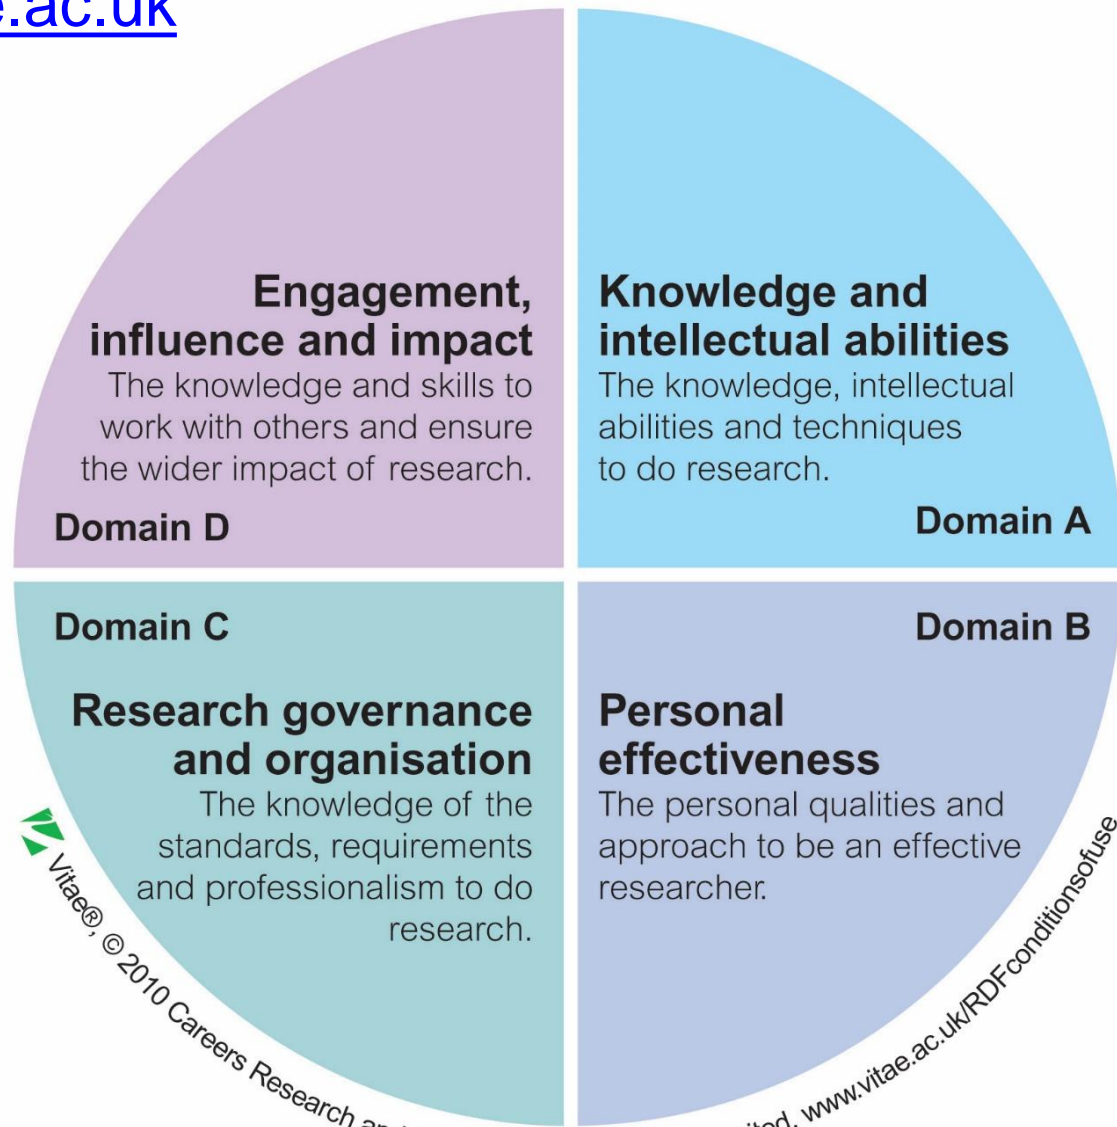 e.ac.uk
Engagement,
influence and impact
The knowledge and skills to
work with others and ensure
the wider impact of research.
Domain D
Knowledge and
intellectual abilities
The knowledge, intellectual
abilities and techniques
to do research.
Domain A
Domain C
Research governance
and organisation
The knowledge of the
standards, requirements
and professionalism to do
research.
Domain B
Personal
effectiveness
The personal qualities and
approach to be an effective
researcher.
Vitae®, © 2010 Careers Research
www.vitae.ac.uk/RDFconditionsofuse